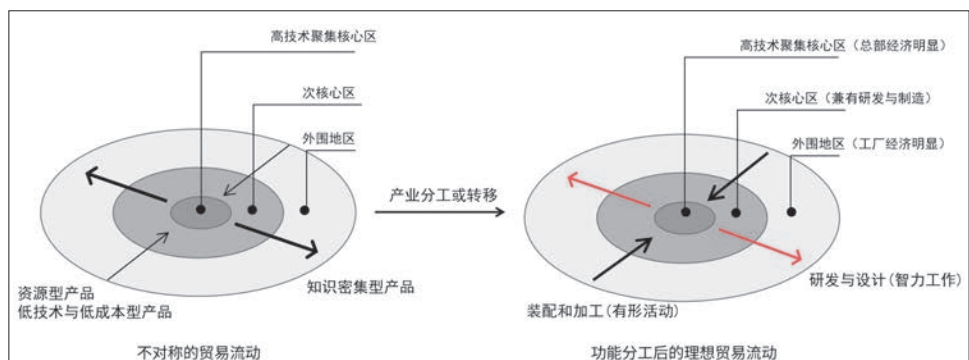 高技术聚集核心区
次核心区
外围地区
资源型产品
低技术与低成本型产品
知识密集型产品
不对称的贸易流动
产业分工或转移
高技术聚集核心区（总部经济明显）
次核心区（兼有研发与制造）
外围地区（工厂经济明显）
研发与设计(智力工作)
装配和加工(有形活动)
功能分工后的理想贸易流动